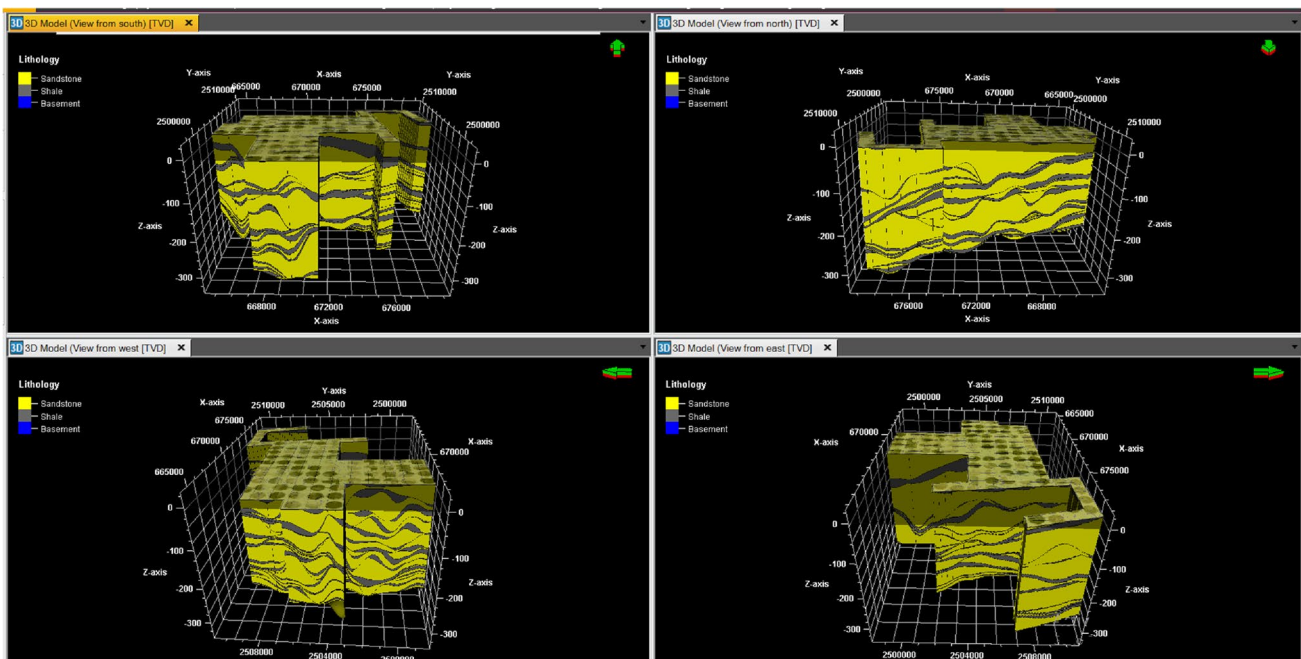 3D 3D Model (View from south) [TVD] ×
Lithology
Sandstone
Shale
Basement
Y-axis
X-axis
Y-axis
665000
670000
675000
2510000
2510000
2500000
2500000
0
0
-100
-100
Z-axis
Z-axis
-200
-200
-300
-300
668000
672000
676000
X-axis
3D 3D Model (View from north) [TVD] ×
Lithology
Sandstone
Shale
Basement
Y-axis
X-axis
Y-axis
2510000
2500000
675000
670000
665000
2500000
2510000
0
0
-100
-100
Z-axis
Z-axis
-200
-200
-300
-300
676000
672000
668000
X-axis
3D 3D Model (View from west [TVD] ×
Lithology
Sandstone
Shale
Basement
Y-axis
X-axis
2510000
2505000
2500000
675000
670000
665000
X-axis
670000
0
0
-100
-100
Z-axis
Z-axis
-200
-200
-300
-300
2508000
2504000
3D 3D Model (View from east [TVD] ×
Lithology
Sandstone
Shale
Basement
Y-axis
2500000
2505000
2510000
665000
670000
X-axis
X-axis
675000
0
0
-100
-100
Z-axis
Z-axis
-200
-200
-300
-300
2500000
2504000
2508000